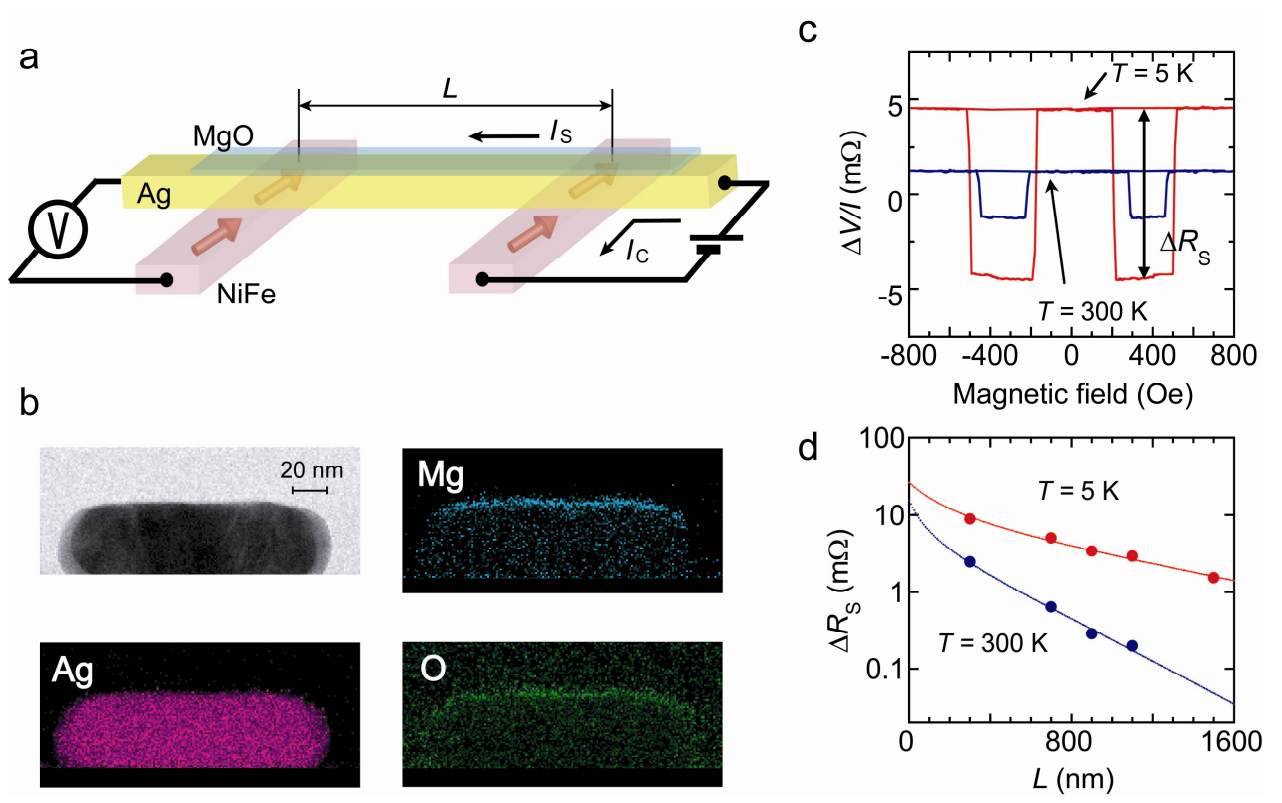 a
L
MgO
I_S
Ag
V
I_C
NiFe
b
20 nm
Mg
Ag
O
c
T = 5 K
5
0
-5
ΔV/I (mΩ)
ΔR_S
T = 300 K
-800 -400 0 400 800
Magnetic field (Oe)
d
100
10
1
0.1
ΔR_S (mΩ)
T = 5 K
T = 300 K
0 800 1600
L (nm)